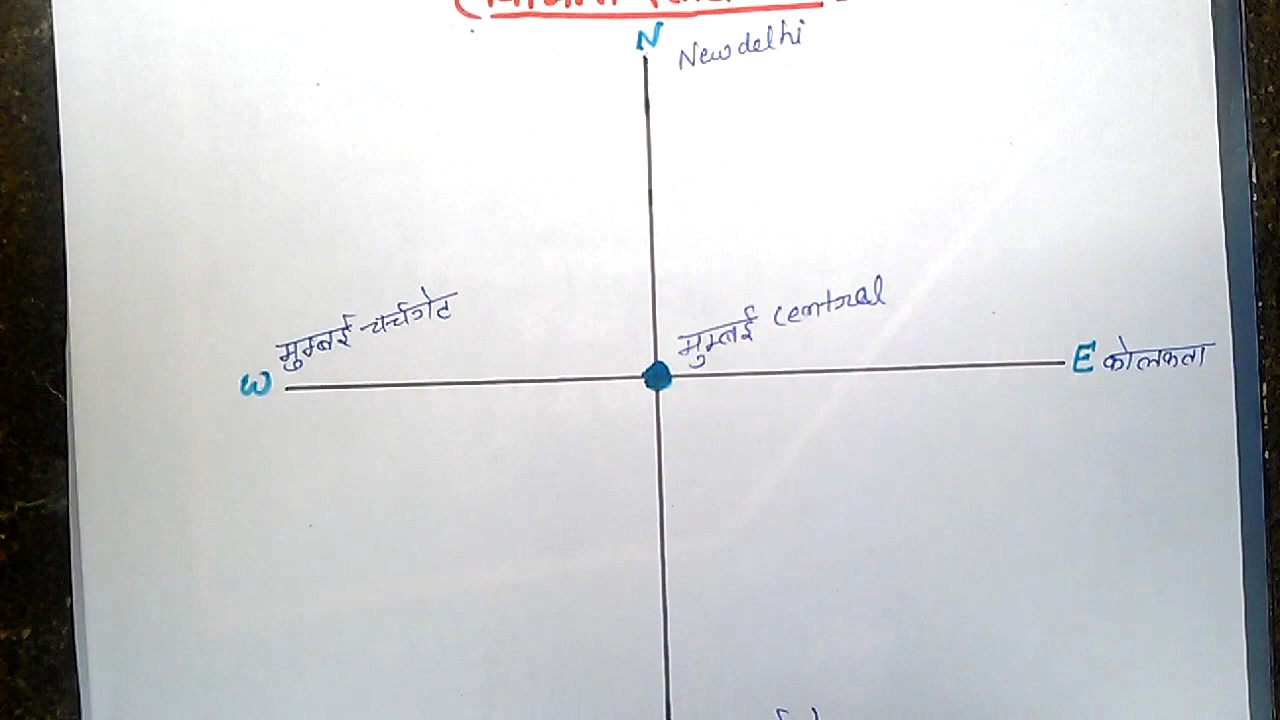 N
New delhi
मुम्बई चर्चगेट
मुम्बई central
W
E कोलकता